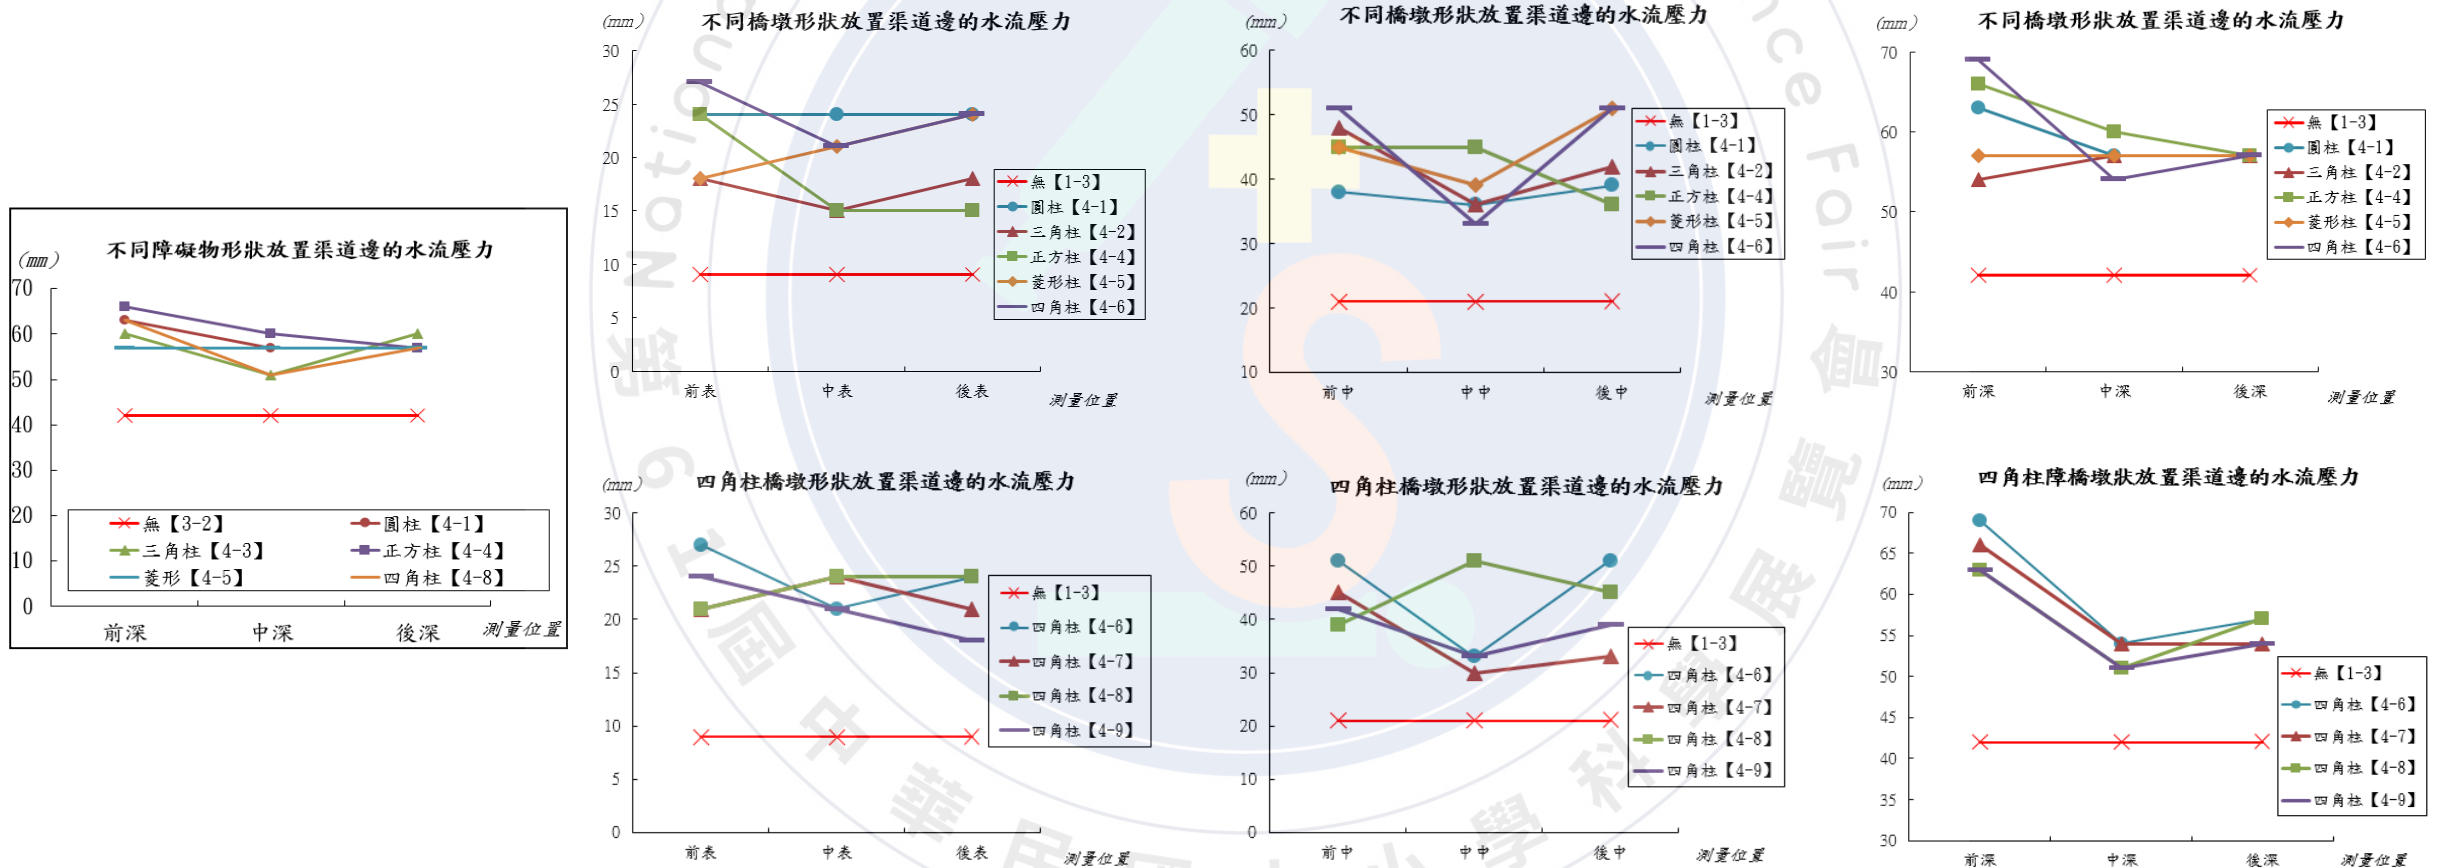 不同障礙物形狀放置渠道邊的水流壓力
(mm)
70
60
50
40
30
20
10
0
無【3-2】
圓柱【4-1】
三角柱【4-3】
正方柱【4-4】
菱形【4-5】
四角柱【4-8】
前深
中深
後深
測量位置
(mm)
不同橋墩形狀放置渠道邊的水流壓力
30
25
20
15
10
5
0
無【1-3】
圓柱【4-1】
三角柱【4-2】
正方柱【4-4】
菱形柱【4-5】
四角柱【4-6】
前表
中表
後表
測量位置
(mm)
不同橋墩形狀放置渠道邊的水流壓力
60
50
40
30
20
10
無【1-3】
圓柱【4-1】
三角柱【4-2】
正方柱【4-4】
菱形柱【4-5】
四角柱【4-6】
前中
中中
後中
測量位置
(mm)
不同橋墩形狀放置渠道邊的水流壓力
70
60
50
40
30
無【1-3】
圓柱【4-1】
三角柱【4-2】
正方柱【4-4】
菱形柱【4-5】
四角柱【4-6】
前深
中深
後深
測量位置
(mm)
四角柱橋墩形狀放置渠道邊的水流壓力
30
25
20
15
10
5
0
無【1-3】
四角柱【4-6】
四角柱【4-7】
四角柱【4-8】
四角柱【4-9】
前表
中表
後表
測量位置
(mm)
四角柱橋墩形狀放置渠道邊的水流壓力
60
50
40
30
20
10
0
無【1-3】
四角柱【4-6】
四角柱【4-7】
四角柱【4-8】
四角柱【4-9】
前中
中中
後中
測量位置
(mm)
四角柱障橋墩狀放置渠道邊的水流壓力
70
65
60
55
50
45
40
35
30
無【1-3】
四角柱【4-6】
四角柱【4-7】
四角柱【4-8】
四角柱【4-9】
前深
中深
後深
測量位置
National
nce Fair
第61屆中華民國中小學科學展覽會